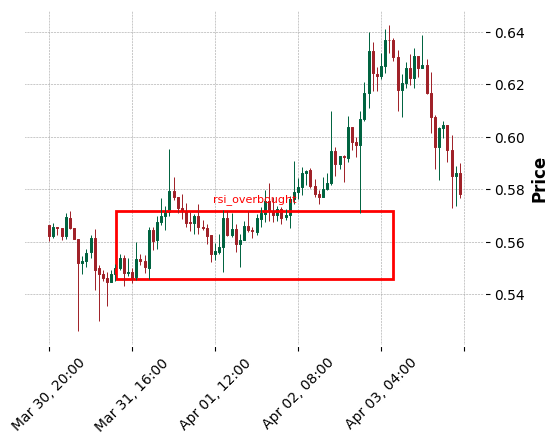 0.64
0.62
0.60
0.58
0.56
0.54
Price
rsi_overbought
Mar 30, 20:00
Mar 31, 16:00
Apr 01, 12:00
Apr 02, 08:00
Apr 03, 04:00